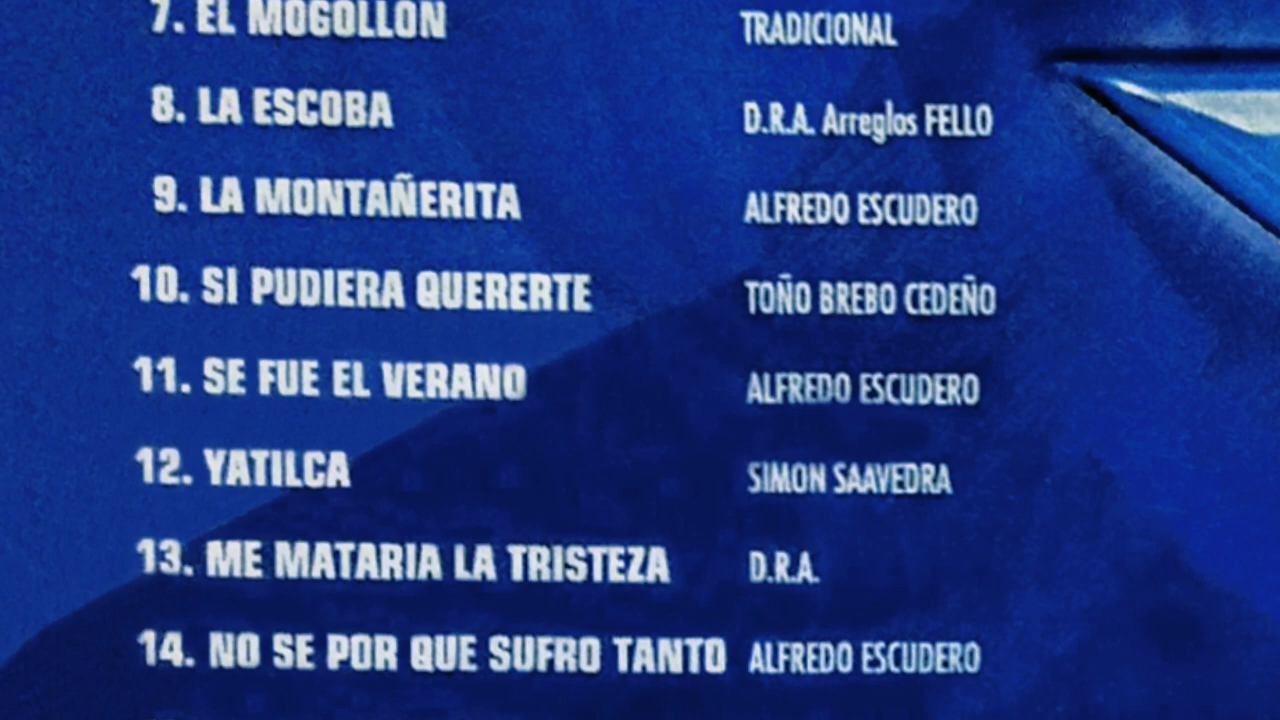 7. EL MOGOLLON TRADICIONAL
8. LA ESCOBA D.R.A. Arreglos FELLO
9. LA MONTAÑERITA ALFREDO ESCUDERO
10. SI PUDIERA QUERERTE TOÑO BREBO CEDEÑO
11. SE FUE EL VERANO ALFREDO ESCUDERO
12. YATILCA SIMON SAAVEDRA
13. ME MATARIA LA TRISTEZA D.R.A.
14. NO SE POR QUE SUFRO TANTO ALFREDO ESCUDERO